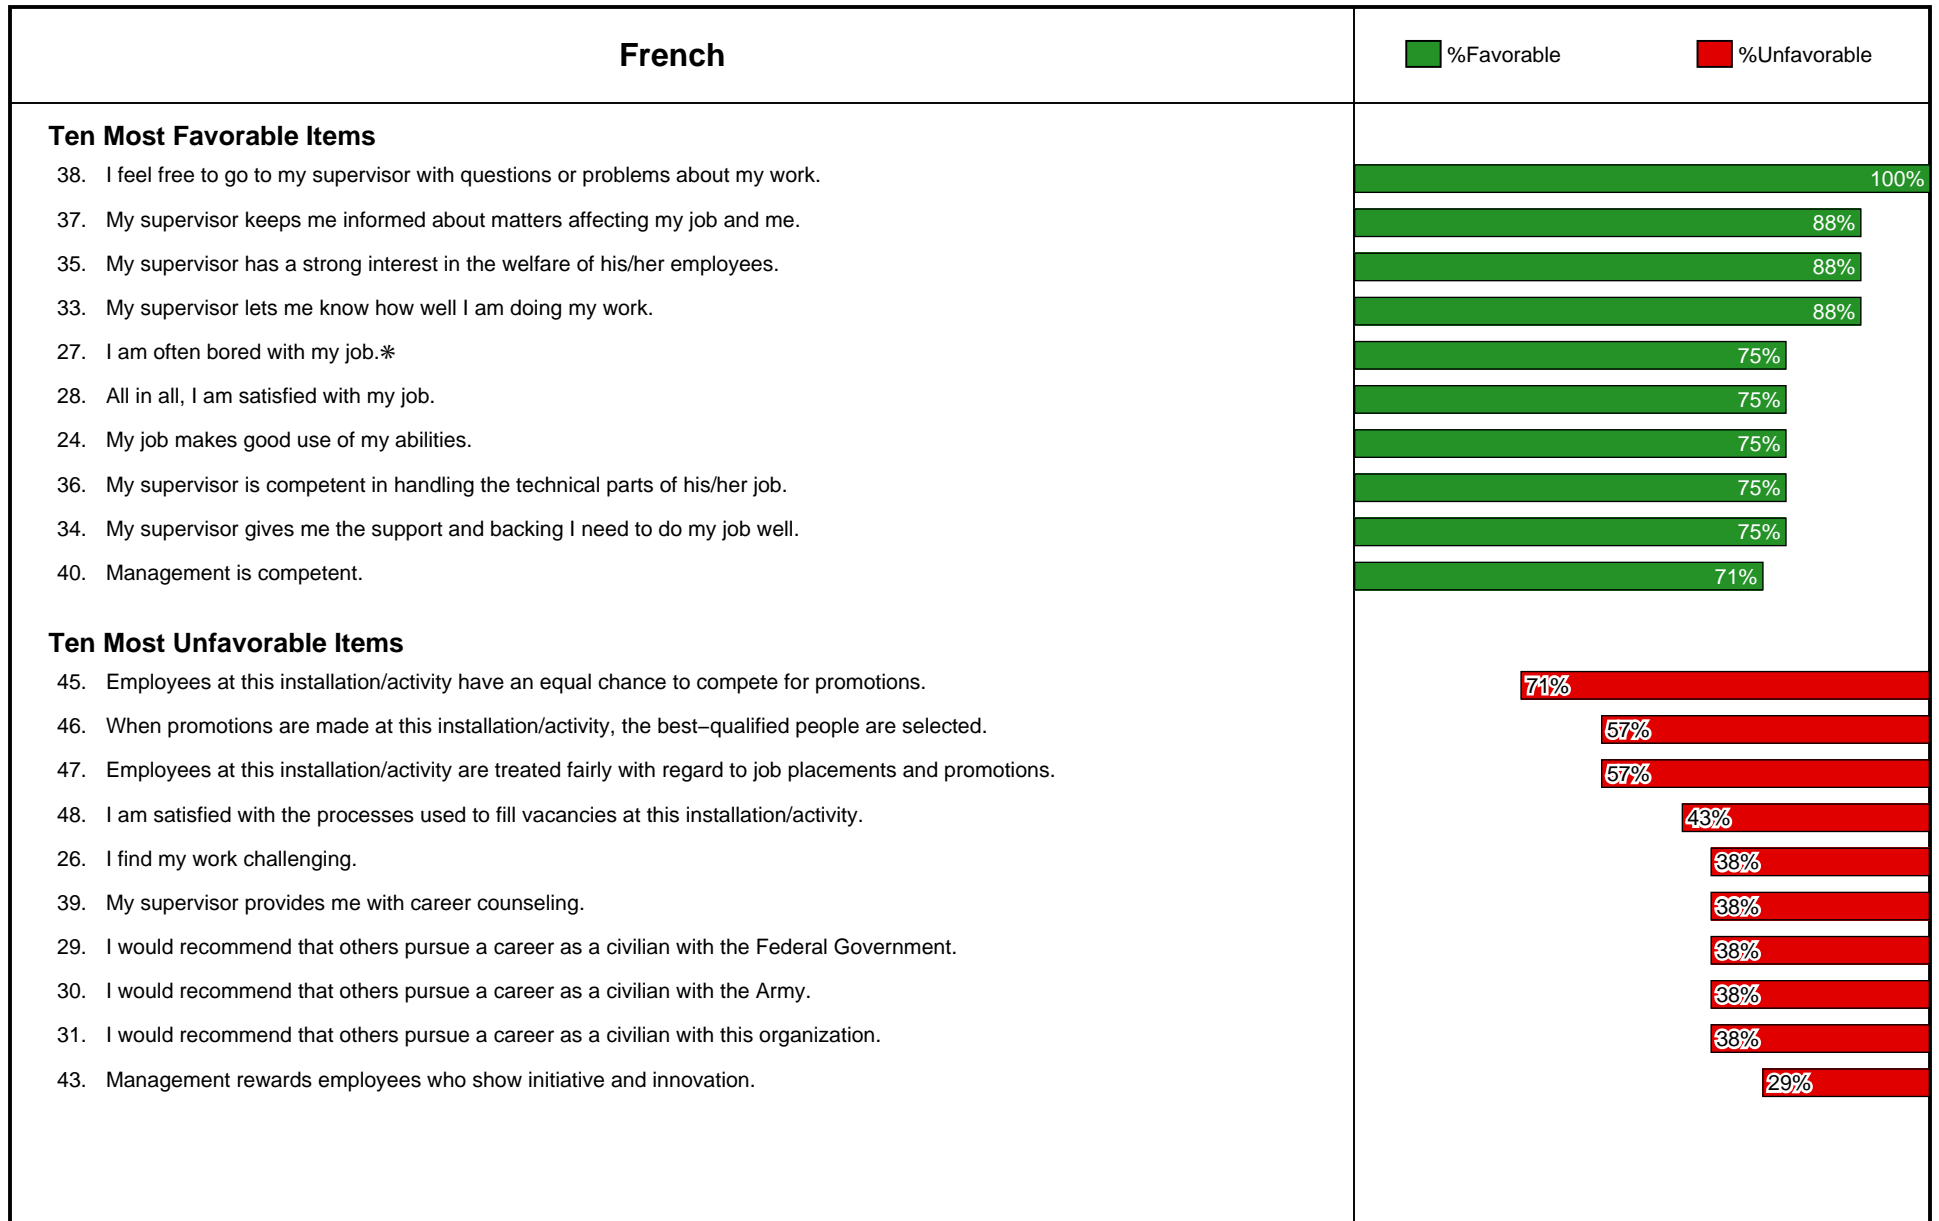 French
%Favorable %Unfavorable
Ten Most Favorable Items
38. I feel free to go to my supervisor with questions or problems about my work. 100%
37. My supervisor keeps me informed about matters affecting my job and me. 88%
35. My supervisor has a strong interest in the welfare of his/her employees. 88%
33. My supervisor lets me know how well I am doing my work. 88%
27. I am often bored with my job.* 75%
28. All in all, I am satisfied with my job. 75%
24. My job makes good use of my abilities. 75%
36. My supervisor is competent in handling the technical parts of his/her job. 75%
34. My supervisor gives me the support and backing I need to do my job well. 75%
40. Management is competent. 71%
Ten Most Unfavorable Items
45. Employees at this installation/activity have an equal chance to compete for promotions. 71%
46. When promotions are made at this installation/activity, the best−qualified people are selected. 57%
47. Employees at this installation/activity are treated fairly with regard to job placements and promotions. 57%
48. I am satisfied with the processes used to fill vacancies at this installation/activity. 43%
26. I find my work challenging. 38%
39. My supervisor provides me with career counseling. 38%
29. I would recommend that others pursue a career as a civilian with the Federal Government. 38%
30. I would recommend that others pursue a career as a civilian with the Army. 38%
31. I would recommend that others pursue a career as a civilian with this organization. 38%
43. Management rewards employees who show initiative and innovation. 29%